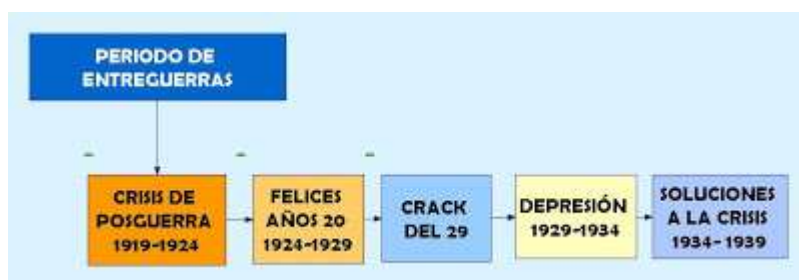 PERIODO DE
ENTREGUERRAS
CRISIS DE
POSGUERRA
1919-1924
FELICES
AÑOS 20
1924-1929
CRACK
DEL 29
DEPRESIÓN
1929-1934
SOLUCIONES
A LA CRISIS
1934-1939